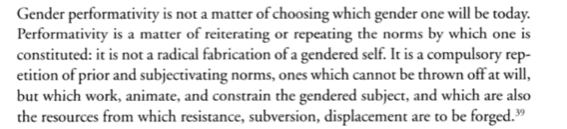 Gender performativity is not a matter of choosing which gender one will be today.
Performativity is a matter of reiterating or repeating the norms by which one is
constituted: it is not a radical fabrication of a gendered self. It is a compulsory rep-
etition of prior and subjectivating norms, ones which cannot be thrown off at will,
but which work, animate, and constrain the gendered subject, and which are also
the resources from which resistance, subversion, displacement are to be forged.³⁹